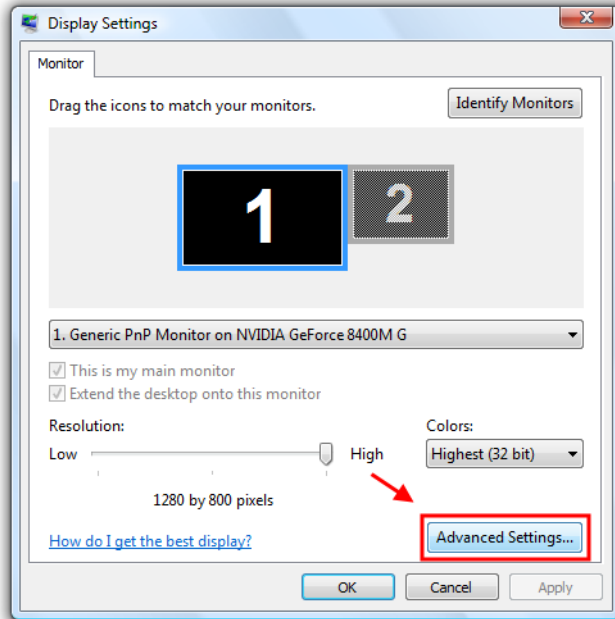 Display Settings
Monitor
Drag the icons to match your monitors.
Identify Monitors
1
2
1. Generic PnP Monitor on NVIDIA GeForce 8400M G
This is my main monitor
Extend the desktop onto this monitor
Resolution:
Colors:
Low
High
Highest (32 bit)
1280 by 800 pixels
How do I get the best display?
Advanced Settings...
OK
Cancel
Apply